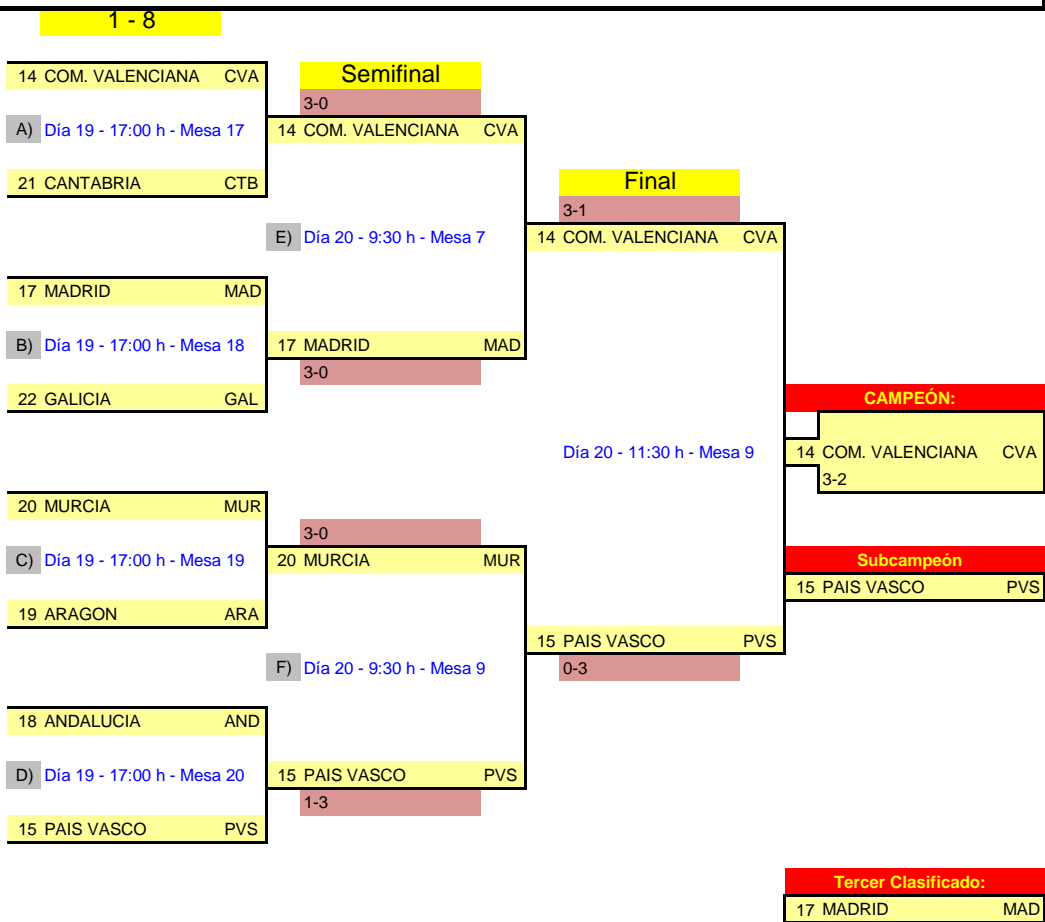 1 - 8
14 COM. VALENCIANA CVA
Semifinal
3-0
A) Día 19 - 17:00 h - Mesa 17
14 COM. VALENCIANA CVA
21 CANTABRIA CTB
Final
3-1
E) Día 20 - 9:30 h - Mesa 7
14 COM. VALENCIANA CVA
17 MADRID MAD
B) Día 19 - 17:00 h - Mesa 18
17 MADRID MAD
3-0
22 GALICIA GAL
CAMPEÓN:
Día 20 - 11:30 h - Mesa 9
14 COM. VALENCIANA CVA
3-2
20 MURCIA MUR
3-0
C) Día 19 - 17:00 h - Mesa 19
20 MURCIA MUR
Subcampeón
15 PAIS VASCO PVS
19 ARAGON ARA
15 PAIS VASCO PVS
F) Día 20 - 9:30 h - Mesa 9
0-3
18 ANDALUCIA AND
D) Día 19 - 17:00 h - Mesa 20
15 PAIS VASCO PVS
1-3
15 PAIS VASCO PVS
Tercer Clasificado:
17 MADRID MAD